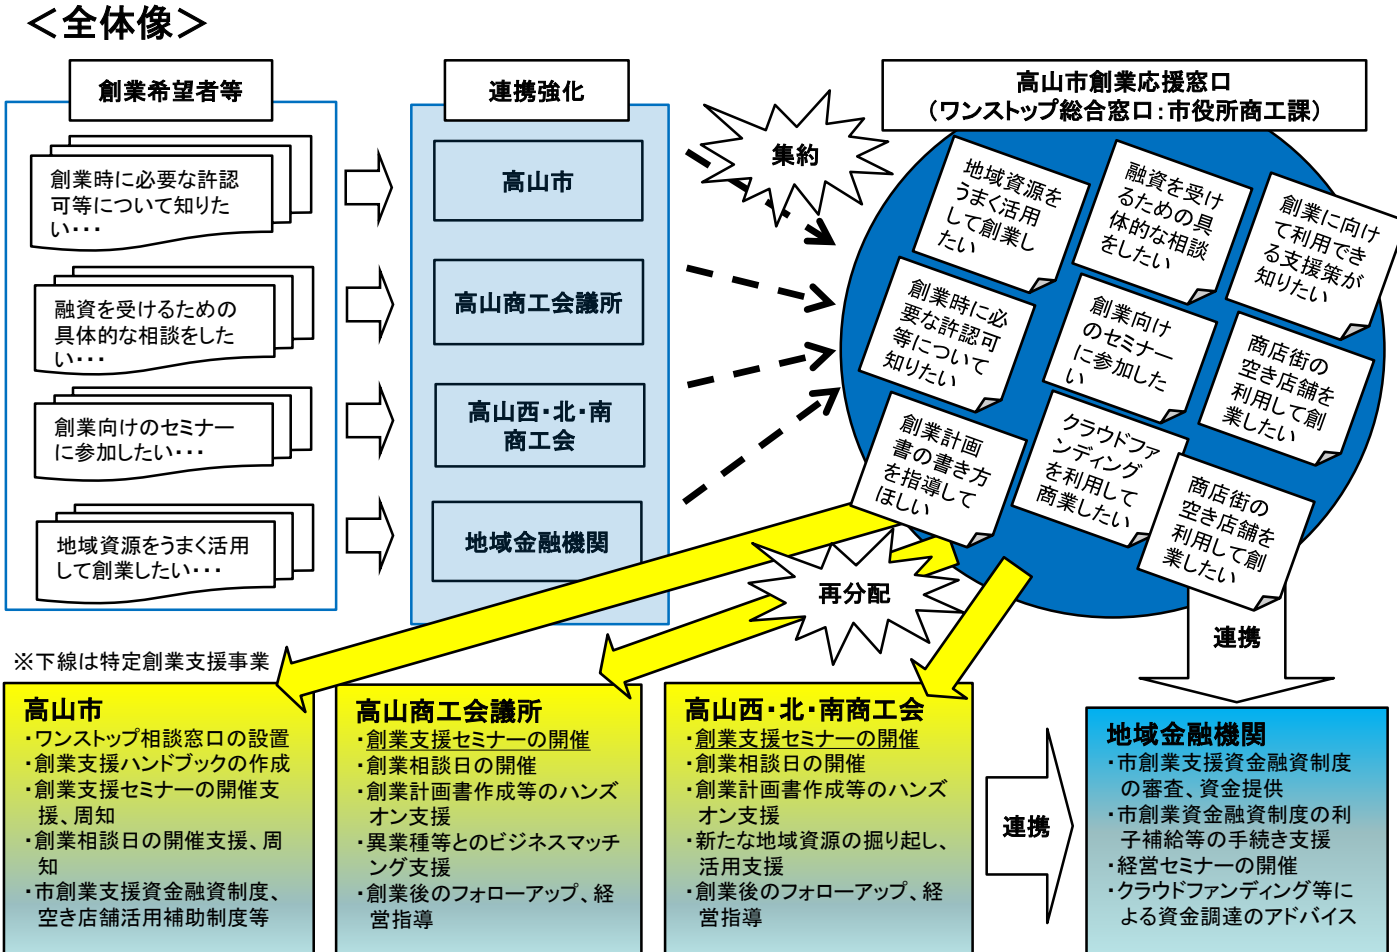 ＜全体像＞
創業希望者等
創業時に必要な許認
可等について知りた
い・・・
融資を受けるための
具体的な相談をした
い・・・
創業向けのセミナー
に参加したい・・・
地域資源をうまく活用
して創業したい・・・
連携強化
高山市
高山商工会議所
高山西・北・南
商工会
地域金融機関
集約
高山市創業応援窓口
（ワンストップ総合窓口：市役所商工課）
地域資源を
うまく活用
して創業し
たい
融資を受け
るための具
体的な相談
をしたい
創業に向け
て利用でき
る支援策が
知りたい
創業時に必
要な許認可
等について
知りたい
創業向け
のセミナー
に参加した
い
商店街の
空き店舗を
利用して創
業したい
創業計画
書の書き方
を指導して
ほしい
クラウドファ
ンディング
を利用して
商業したい
商店街の
空き店舗を
利用して創
業したい
再分配
連携
※下線は特定創業支援事業
高山市
・ワンストップ相談窓口の設置
・創業支援ハンドブックの作成
・創業支援セミナーの開催支
援、周知
・創業相談日の開催支援、周
知
・市創業支援資金融資制度、
空き店舗活用補助制度等
高山商工会議所
・創業支援セミナーの開催
・創業相談日の開催
・創業計画書作成等のハンズ
オン支援
・異業種等とのビジネスマッチ
ング支援
・創業後のフォローアップ、経
営指導
高山西・北・南商工会
・創業支援セミナーの開催
・創業相談日の開催
・創業計画書作成等のハンズ
オン支援
・新たな地域資源の掘り起し、
活用支援
・創業後のフォローアップ、経
営指導
連携
地域金融機関
・市創業支援資金融資制度
の審査、資金提供
・市創業資金融資制度の利
子補給等の手続き支援
・経営セミナーの開催
・クラウドファンディング等に
よる資金調達のアドバイス